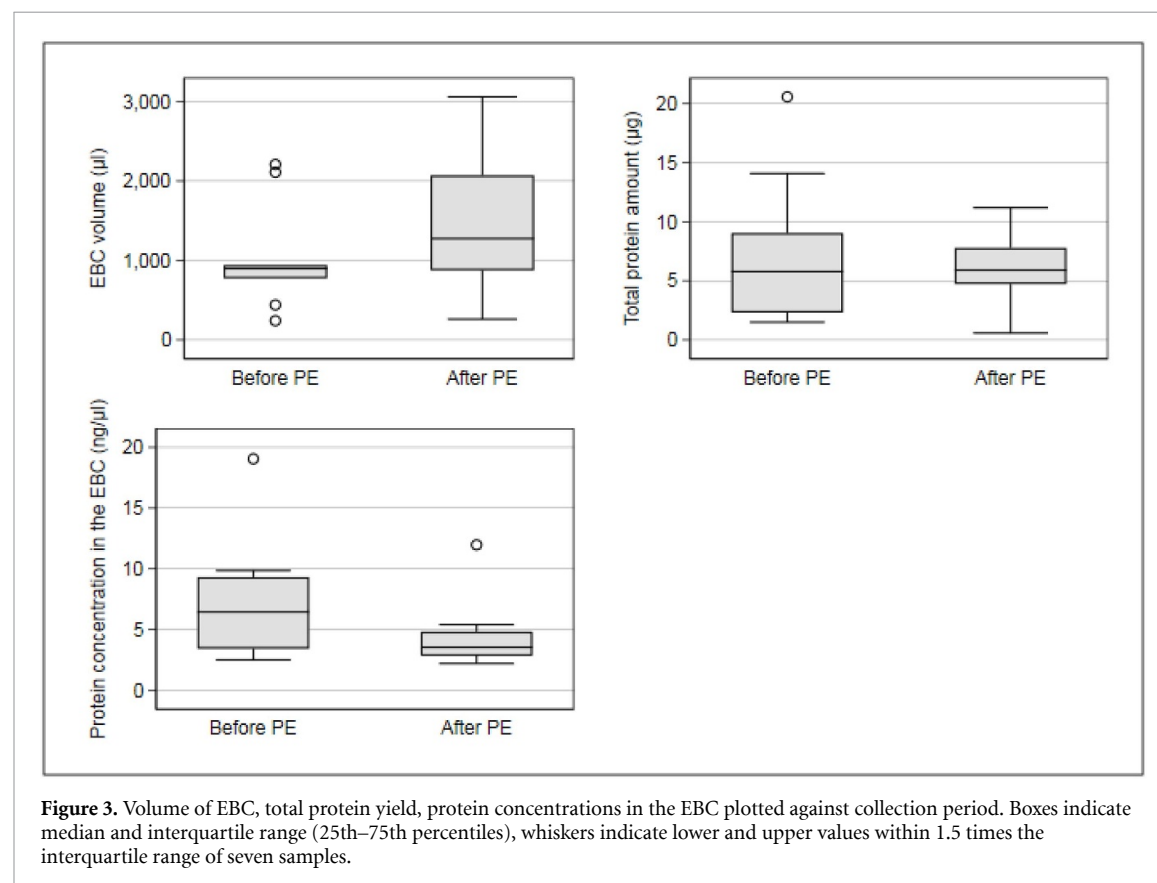 EBC volume (µl)
3,000
2,000
1,000
0
Before PE After PE
Total protein amount (µg)
20
15
10
5
0
Before PE After PE
Protein concentration in the EBC (ng/µl)
20
15
10
5
0
Before PE After PE
Figure 3. Volume of EBC, total protein yield, protein concentrations in the EBC plotted against collection period. Boxes indicate
median and interquartile range (25th–75th percentiles), whiskers indicate lower and upper values within 1.5 times the
interquartile range of seven samples.